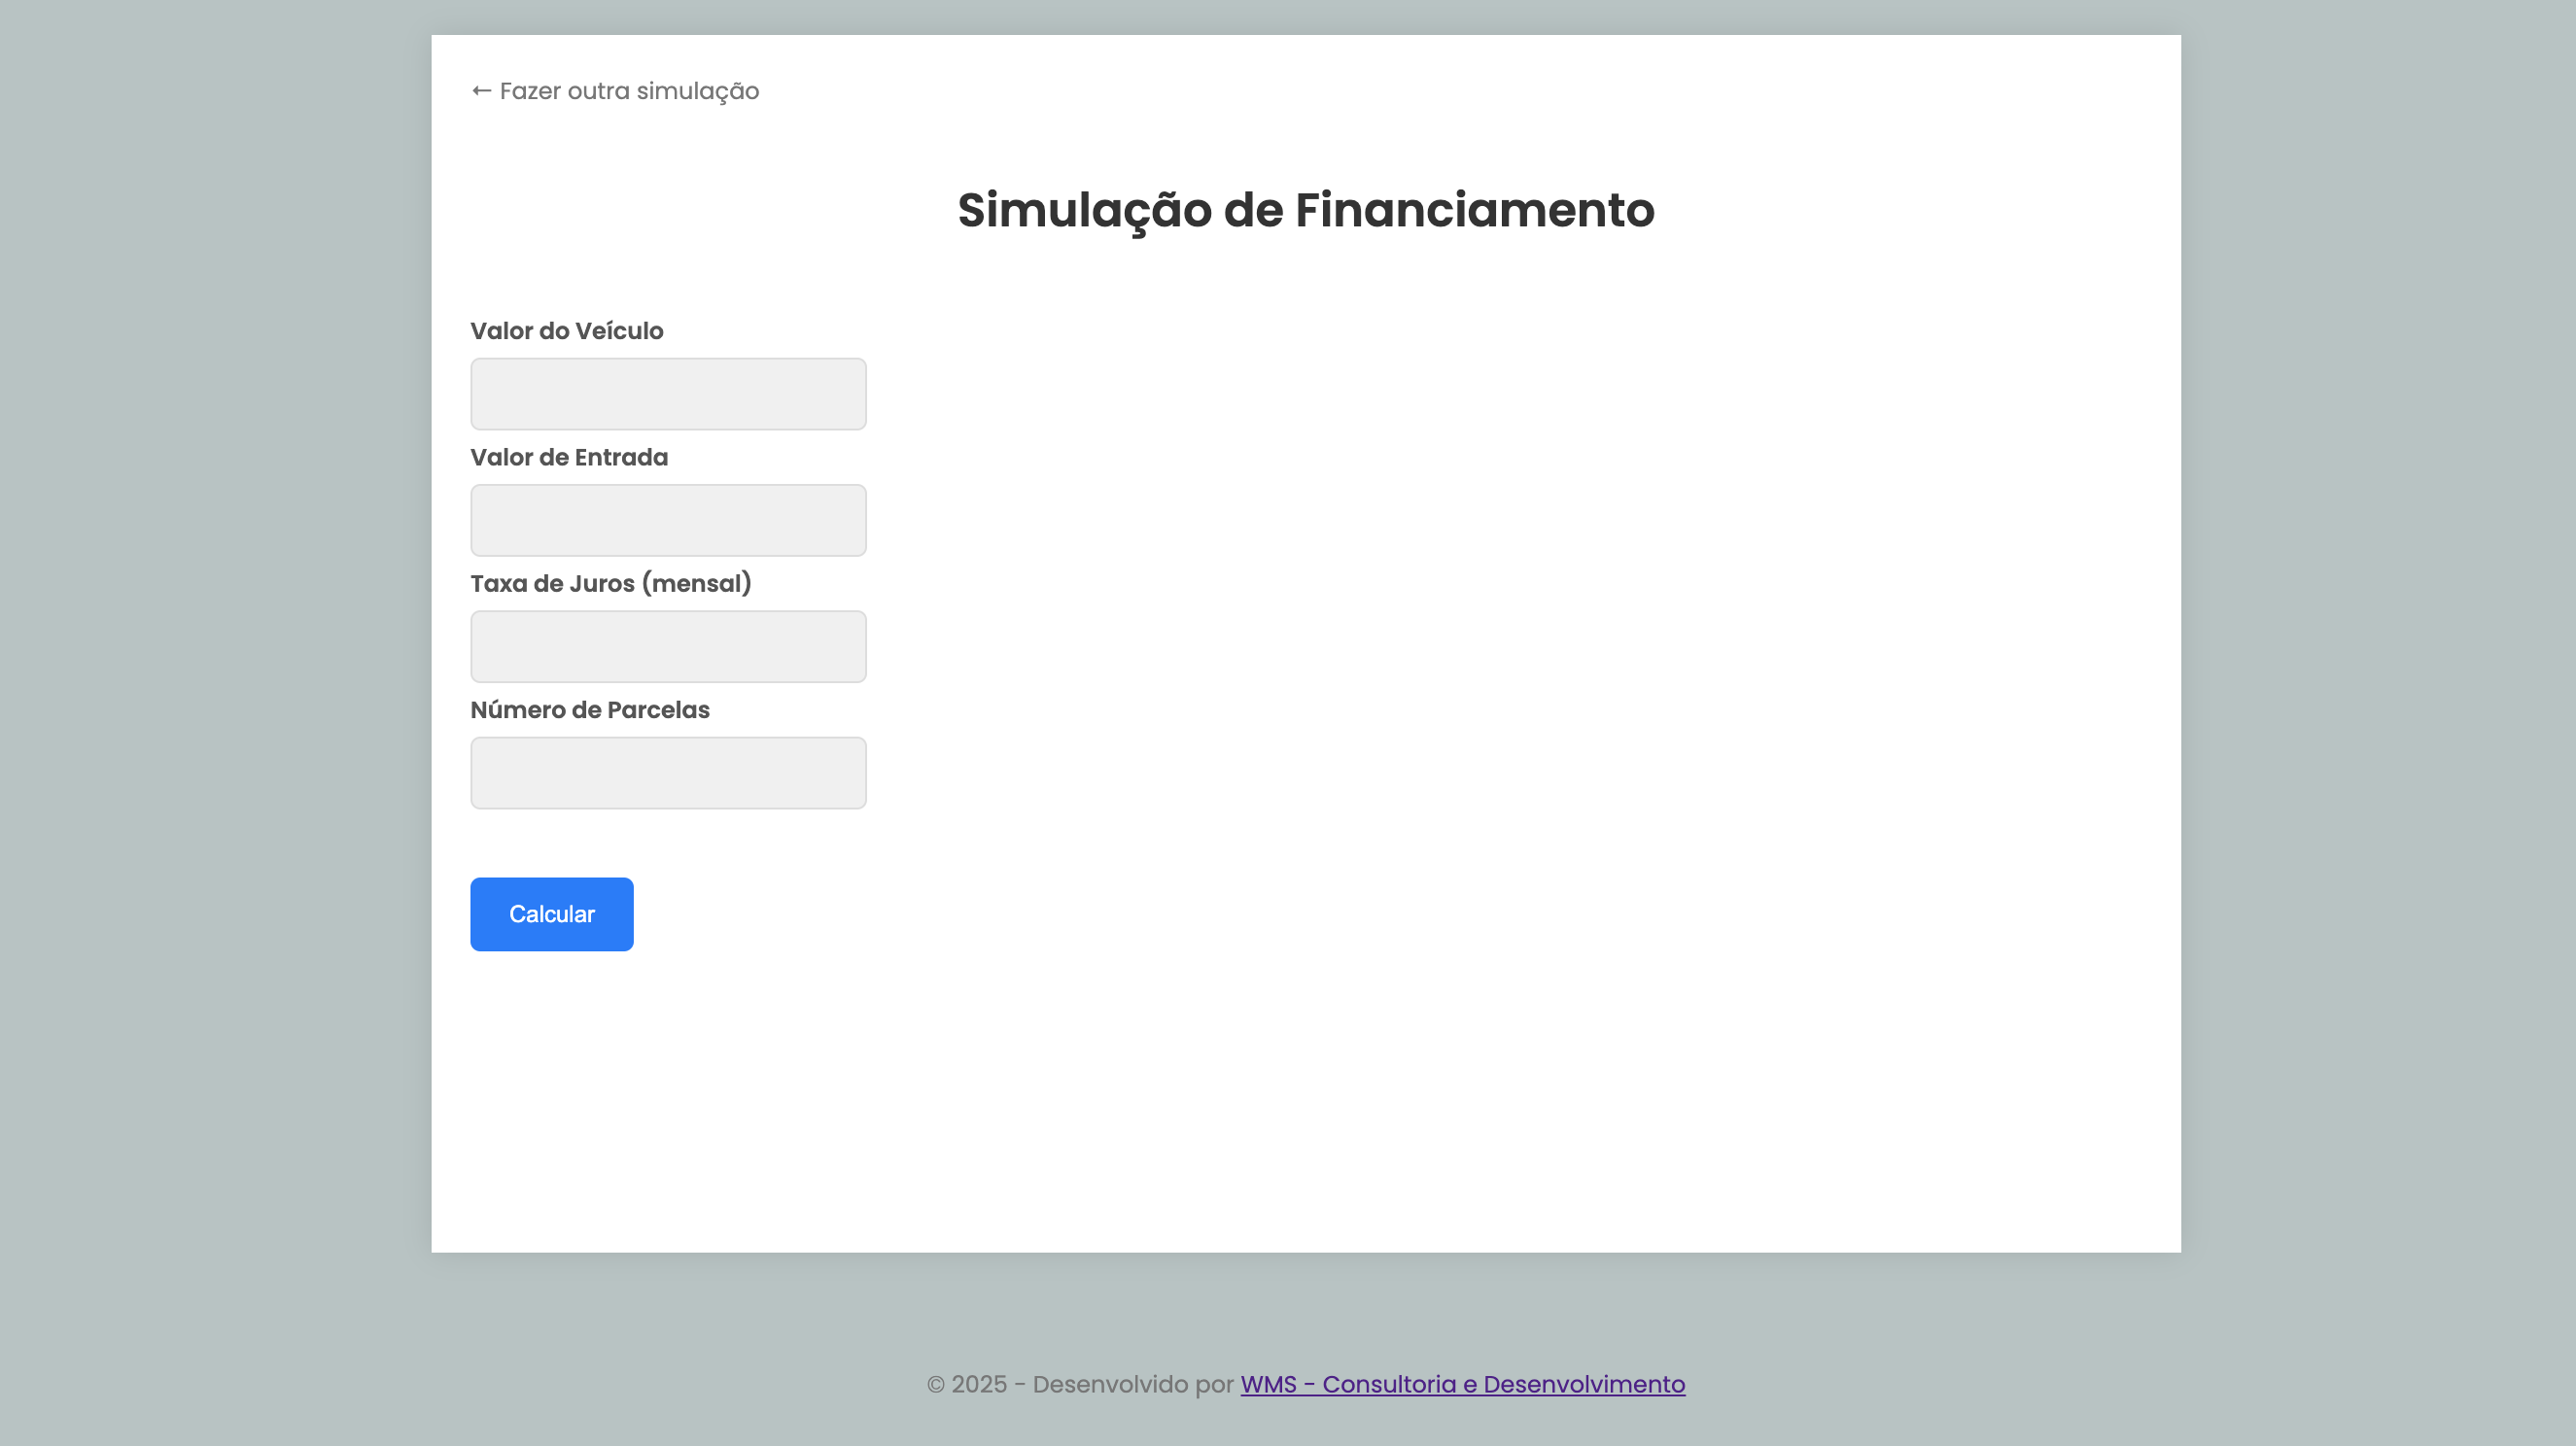 ← Fazer outra simulação
Simulação de Financiamento
Valor do Veículo
Valor de Entrada
Taxa de Juros (mensal)
Número de Parcelas
Calcular
© 2025 - Desenvolvido por WMS - Consultoria e Desenvolvimento